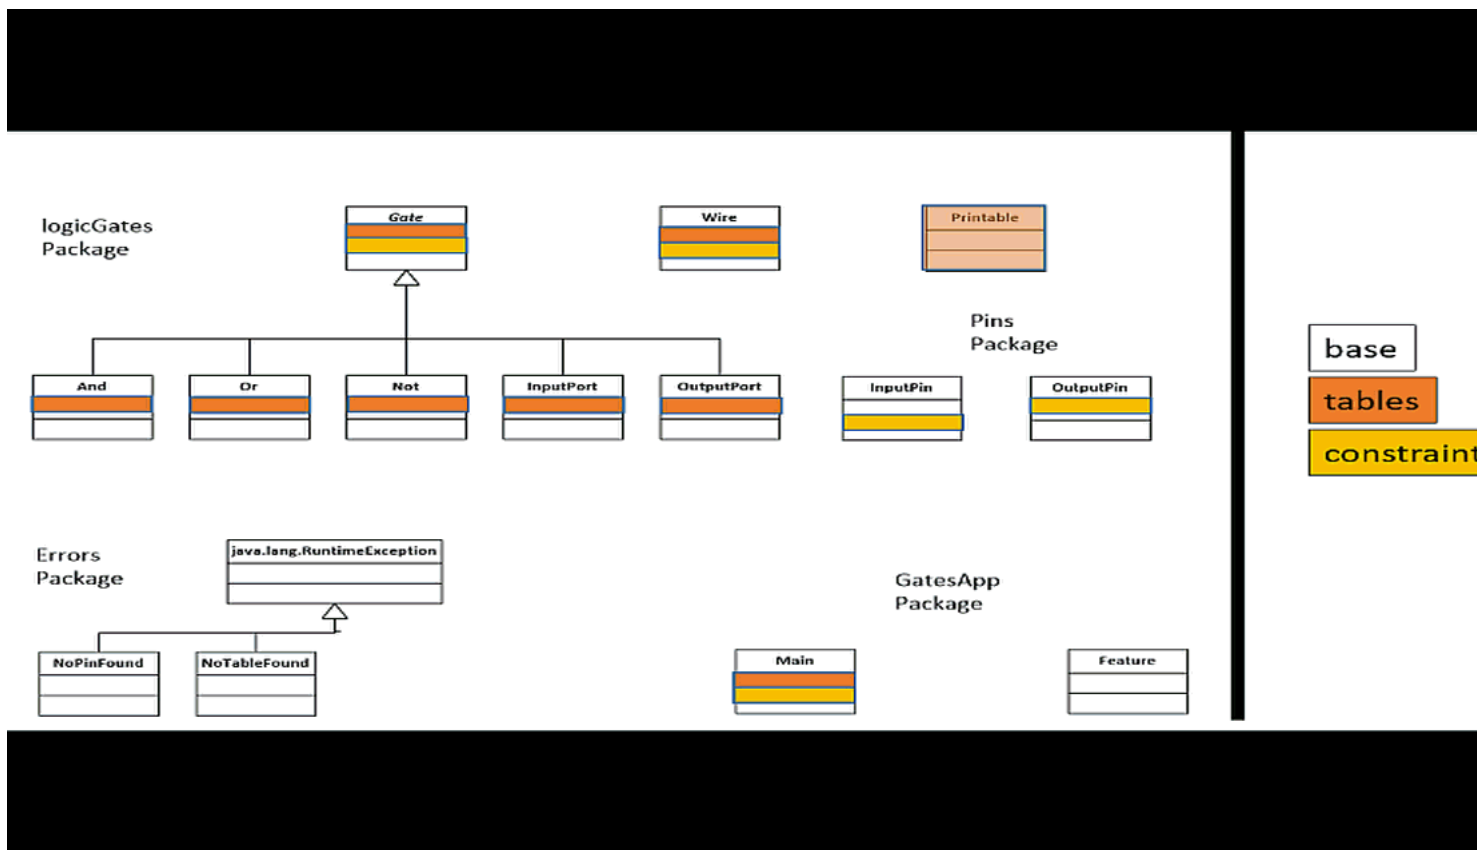 logicGates
Package
Gate
Wire
Printable
Pins
Package
And
Or
Not
InputPort
OutputPort
InputPin
OutputPin
base
tables
constraint
Errors
Package
java.lang.RuntimeException
GatesApp
Package
NoPinFound
NoTableFound
Main
Feature